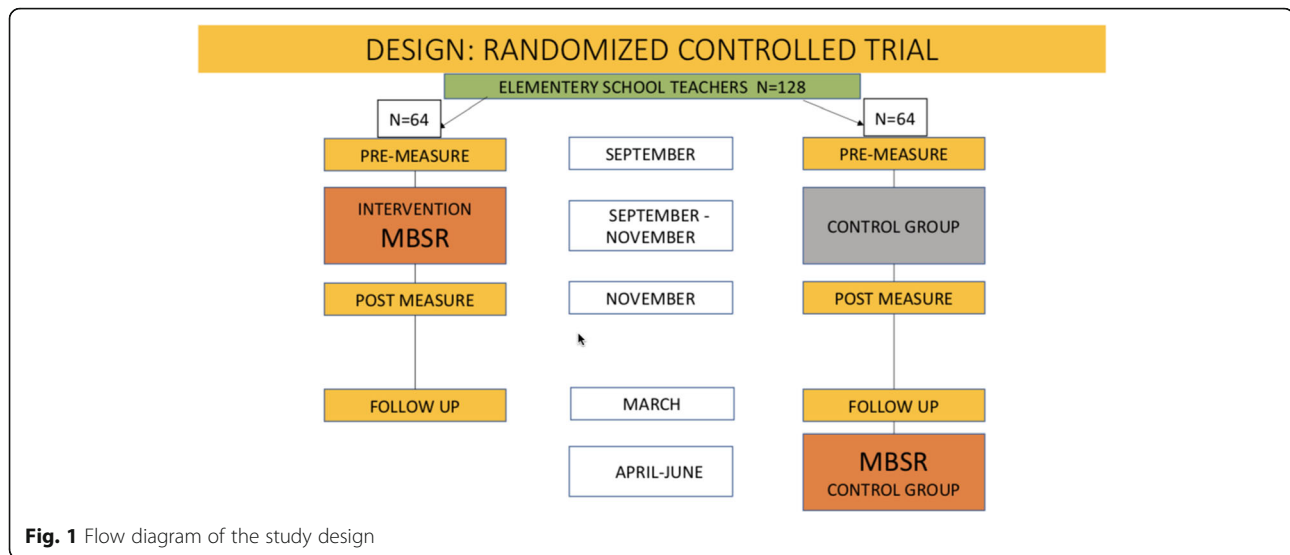 DESIGN: RANDOMIZED CONTROLLED TRIAL
ELEMENTERY SCHOOL TEACHERS N=128
N=64
N=64
PRE-MEASURE
SEPTEMBER
PRE-MEASURE
INTERVENTION
MBSR
SEPTEMBER -
NOVEMBER
CONTROL GROUP
POST MEASURE
NOVEMBER
POST MEASURE
FOLLOW UP
MARCH
FOLLOW UP
APRIL-JUNE
MBSR
CONTROL GROUP
Fig. 1 Flow diagram of the study design